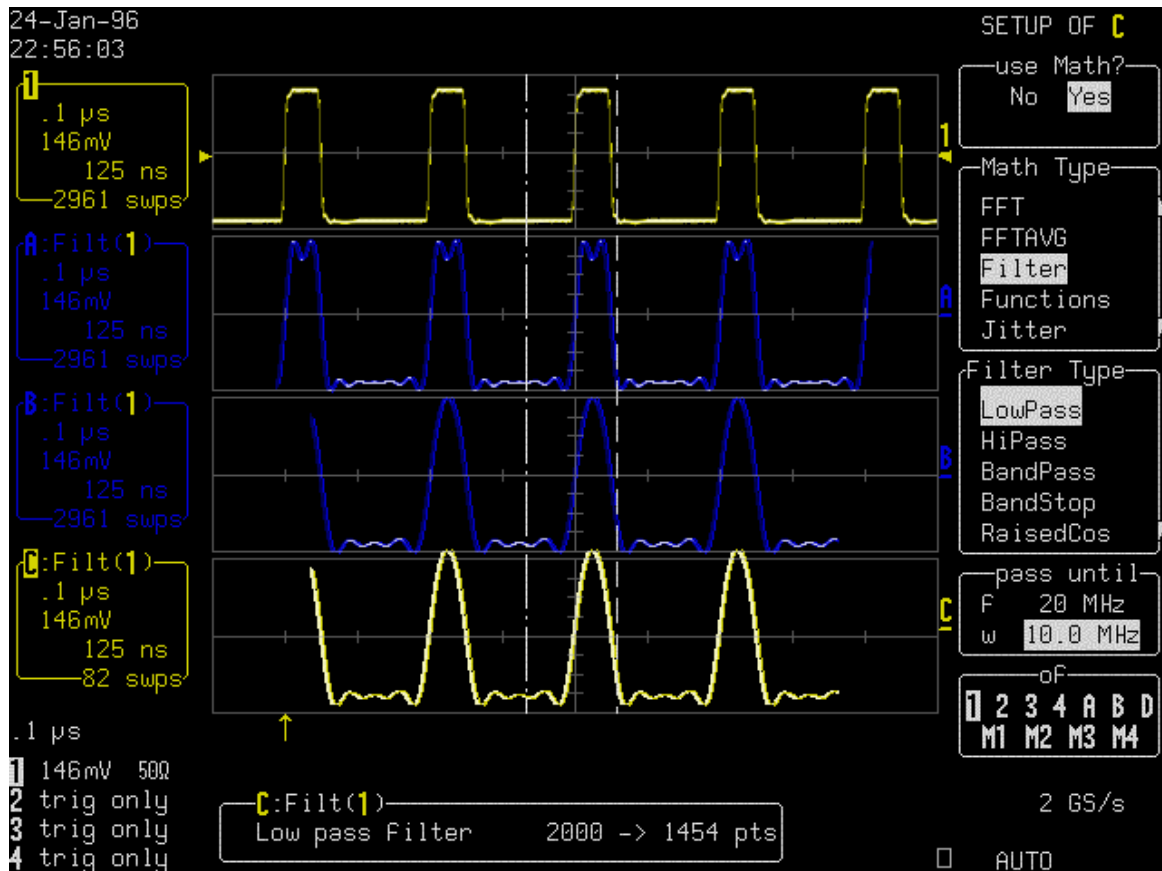 24-Jan-96
22:56:03
1
.1 µs
146mV
125 ns
2961 swps
A:Filt(1)
.1 µs
146mV
125 ns
2961 swps
B:Filt(1)
.1 µs
146mV
125 ns
2961 swps
C:Filt(1)
.1 µs
146mV
125 ns
82 swps
1
A
B
C
SETUP OF C
use Math?
No Yes
Math Type
FFT
FFTAVG
Filter
Functions
Jitter
Filter Type
LowPass
HiPass
BandPass
BandStop
RaisedCos
pass until
F 20 MHz
w 10.0 MHz
of
1 2 3 4 A B D
M1 M2 M3 M4
.1 µs
1 146mV 50Ω
2 trig only
3 trig only
4 trig only
C:Filt(1)
Low pass Filter 2000 -> 1454 pts
2 GS/s
AUTO